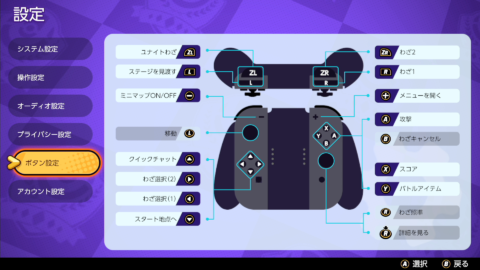 設定
システム設定
操作設定
オーディオ設定
プライバシー設定
ボタン設定
アカウント設定
ユニトわざ ZL
ステージを見渡す L
ミニマップON/OFF
移動 L
クイックチャット
わざ選択(2)
わざ選択(1)
スタート地点へ
ZL
L
ZR
R
X
Y
A
B
ZR わざ2
R わざ1
メニューを開く
A 攻撃
B わざキャンセル
X スコア
Y バトルアイテム
R わざ標準
R 詳細を見る
A 選択 B 戻る